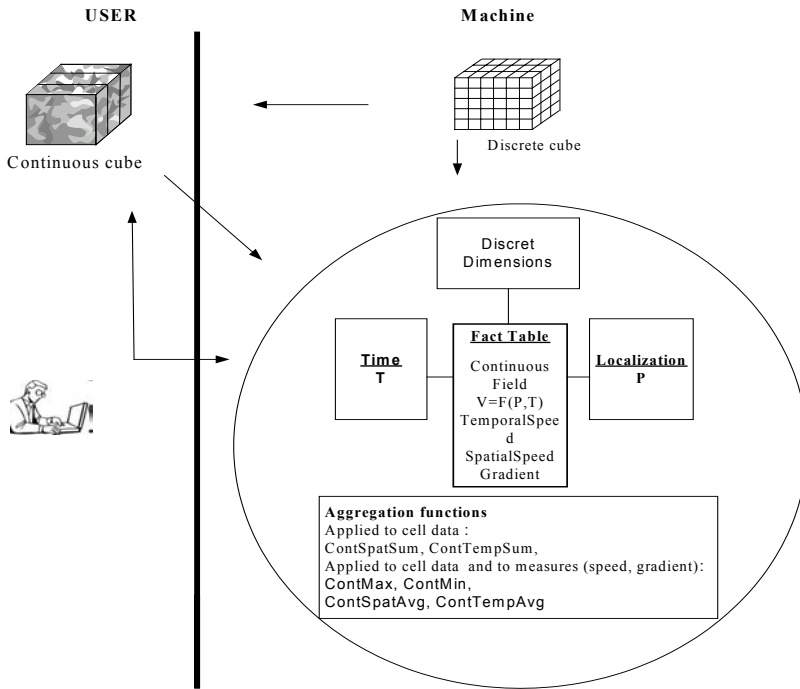 USER
Machine
Continuous cube
Discrete cube
Discret
Dimensions
Time
T
Fact Table
Continuous
Field
V=F(P,T)
TemporalSpee
d
SpatialSpeed
Gradient
Localization
P
Aggregation functions
Applied to cell data :
ContSpatSum, ContTempSum,
Applied to cell data and to measures (speed, gradient):
ContMax, ContMin,
ContSpatAvg, ContTempAvg